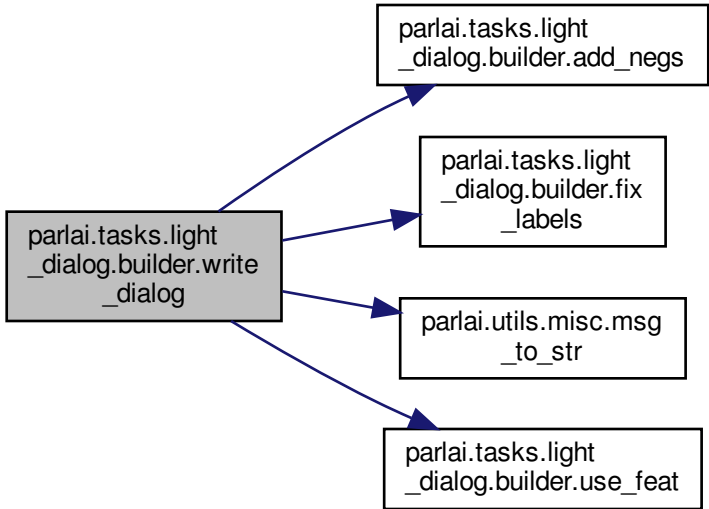 parlai.tasks.light
_dialog.builder.add_negs
parlai.tasks.light
_dialog.builder.fix
_labels
parlai.tasks.light
_dialog.builder.write
_dialog
parlai.utils.misc.msg
_to_str
parlai.tasks.light
_dialog.builder.use_feat